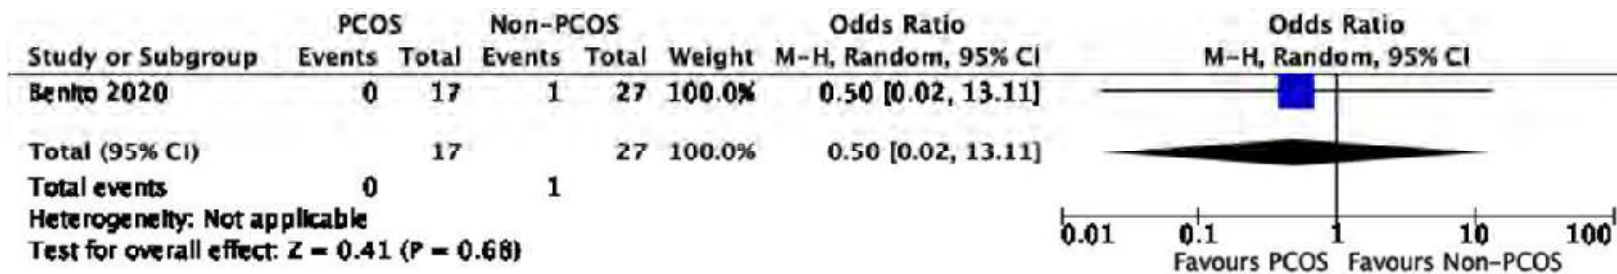 PCOS Non-PCOS Odds Ratio Odds Ratio
Study or Subgroup Events Total Events Total Weight M-H, Random, 95% CI M-H, Random, 95% CI
Benito 2020 0 17 1 27 100.0% 0.50 [0.02, 13.11]
Total (95% CI) 17 27 100.0% 0.50 [0.02, 13.11]
Total events 0 1
Heterogeneity: Not applicable
Test for overall effect: Z = 0.41 (P = 0.68)
0.01 0.1 1 10 100
Favours PCOS Favours Non-PCOS